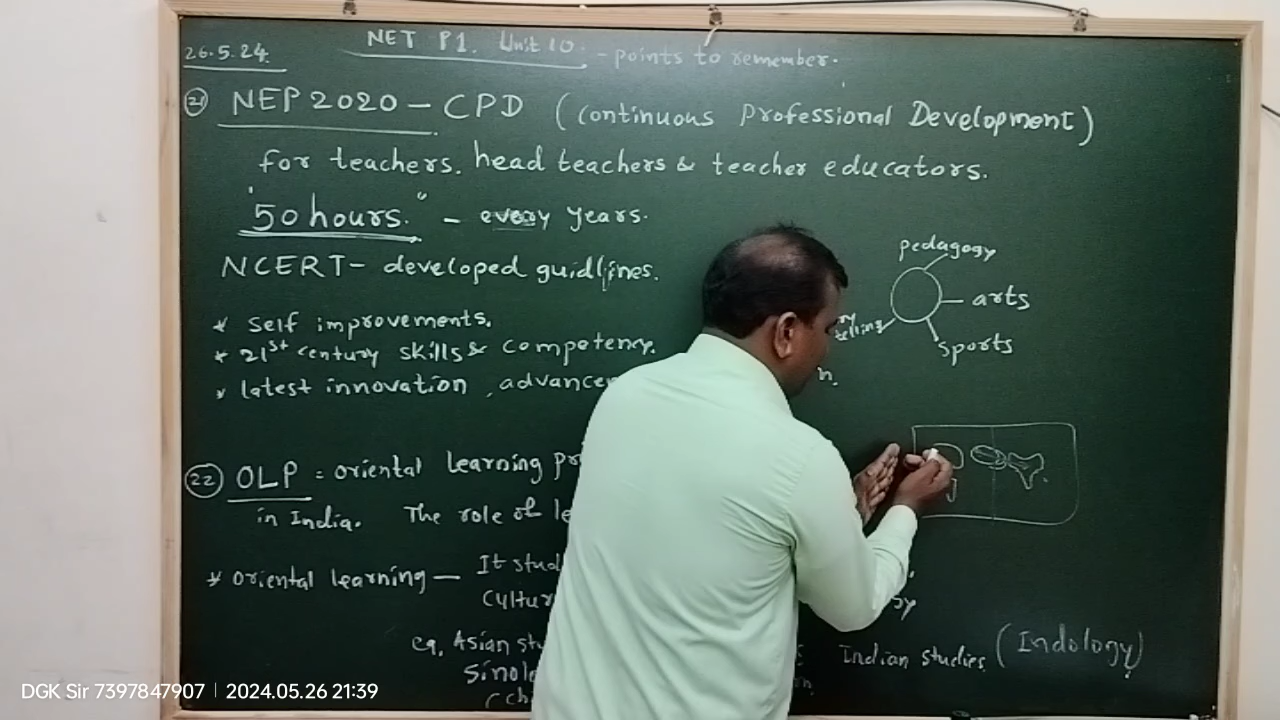 26.5.24.
NET P1. Unit 10. - points to remember.
21 NEP 2020 - CPD (continuous professional Development)
for teachers. head teachers & teacher educators.
"50 hours." - every years.
NCERT- developed guidlines.
* self improvements.
* 21st century skills & competency.
* latest innovation, advance
pedagogy
arts
sports
22 OLP = oriental learning pr
in India. The role of le
* oriental learning - It stud
Cultur
eg. Asian st
Indian studies (Indology)
Sinol
(ch
DGK Sir 7397847907 | 2024.05.26 21:39